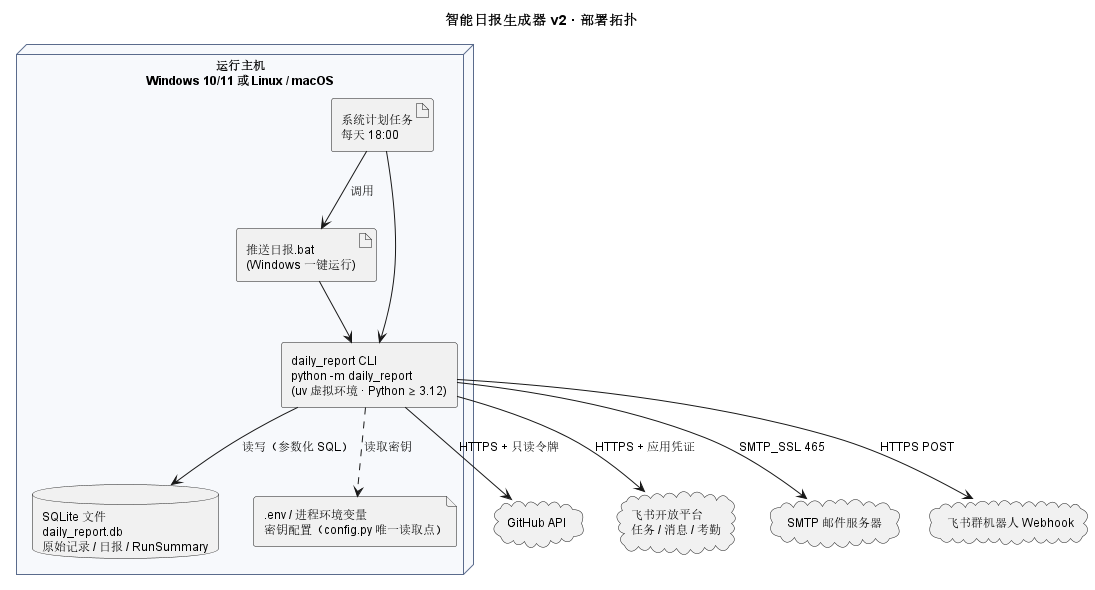 智能日报生成器 v2 · 部署拓扑
运行主机
Windows 10/11 或 Linux / macOS
系统计划任务
每天 18:00
调用
推送日报.bat
(Windows 一键运行)
daily_report CLI
python -m daily_report
(uv 虚拟环境 · Python ≥ 3.12)
读写（参数化 SQL）
读取密钥
HTTPS + 只读令牌
HTTPS + 应用凭证
SMTP_SSL 465
HTTPS POST
SQLite 文件
daily_report.db
原始记录 / 日报 / RunSummary
.env / 进程环境变量
密钥配置（config.py 唯一读取点）
GitHub API
飞书开放平台
任务 / 消息 / 考勤
SMTP 邮件服务器
飞书群机器人 Webhook